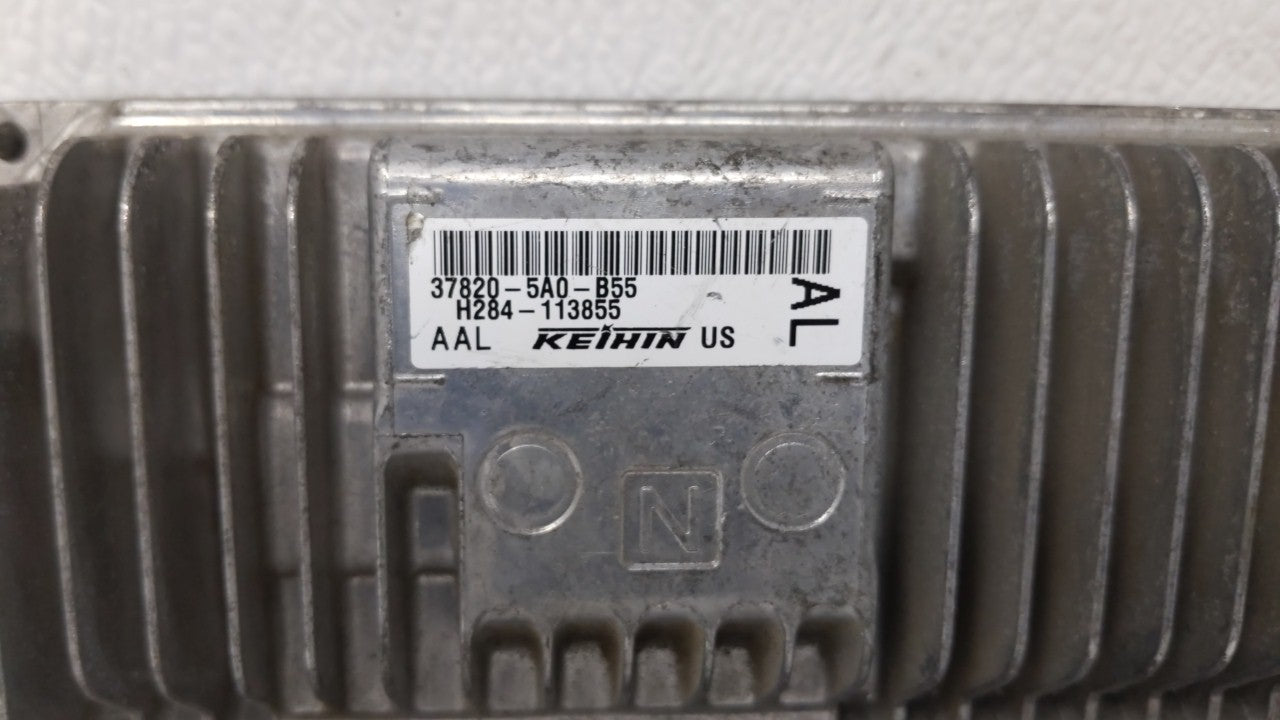 37820-5A0-B55
H284-113855
AAL KEIHIN US
AL
N